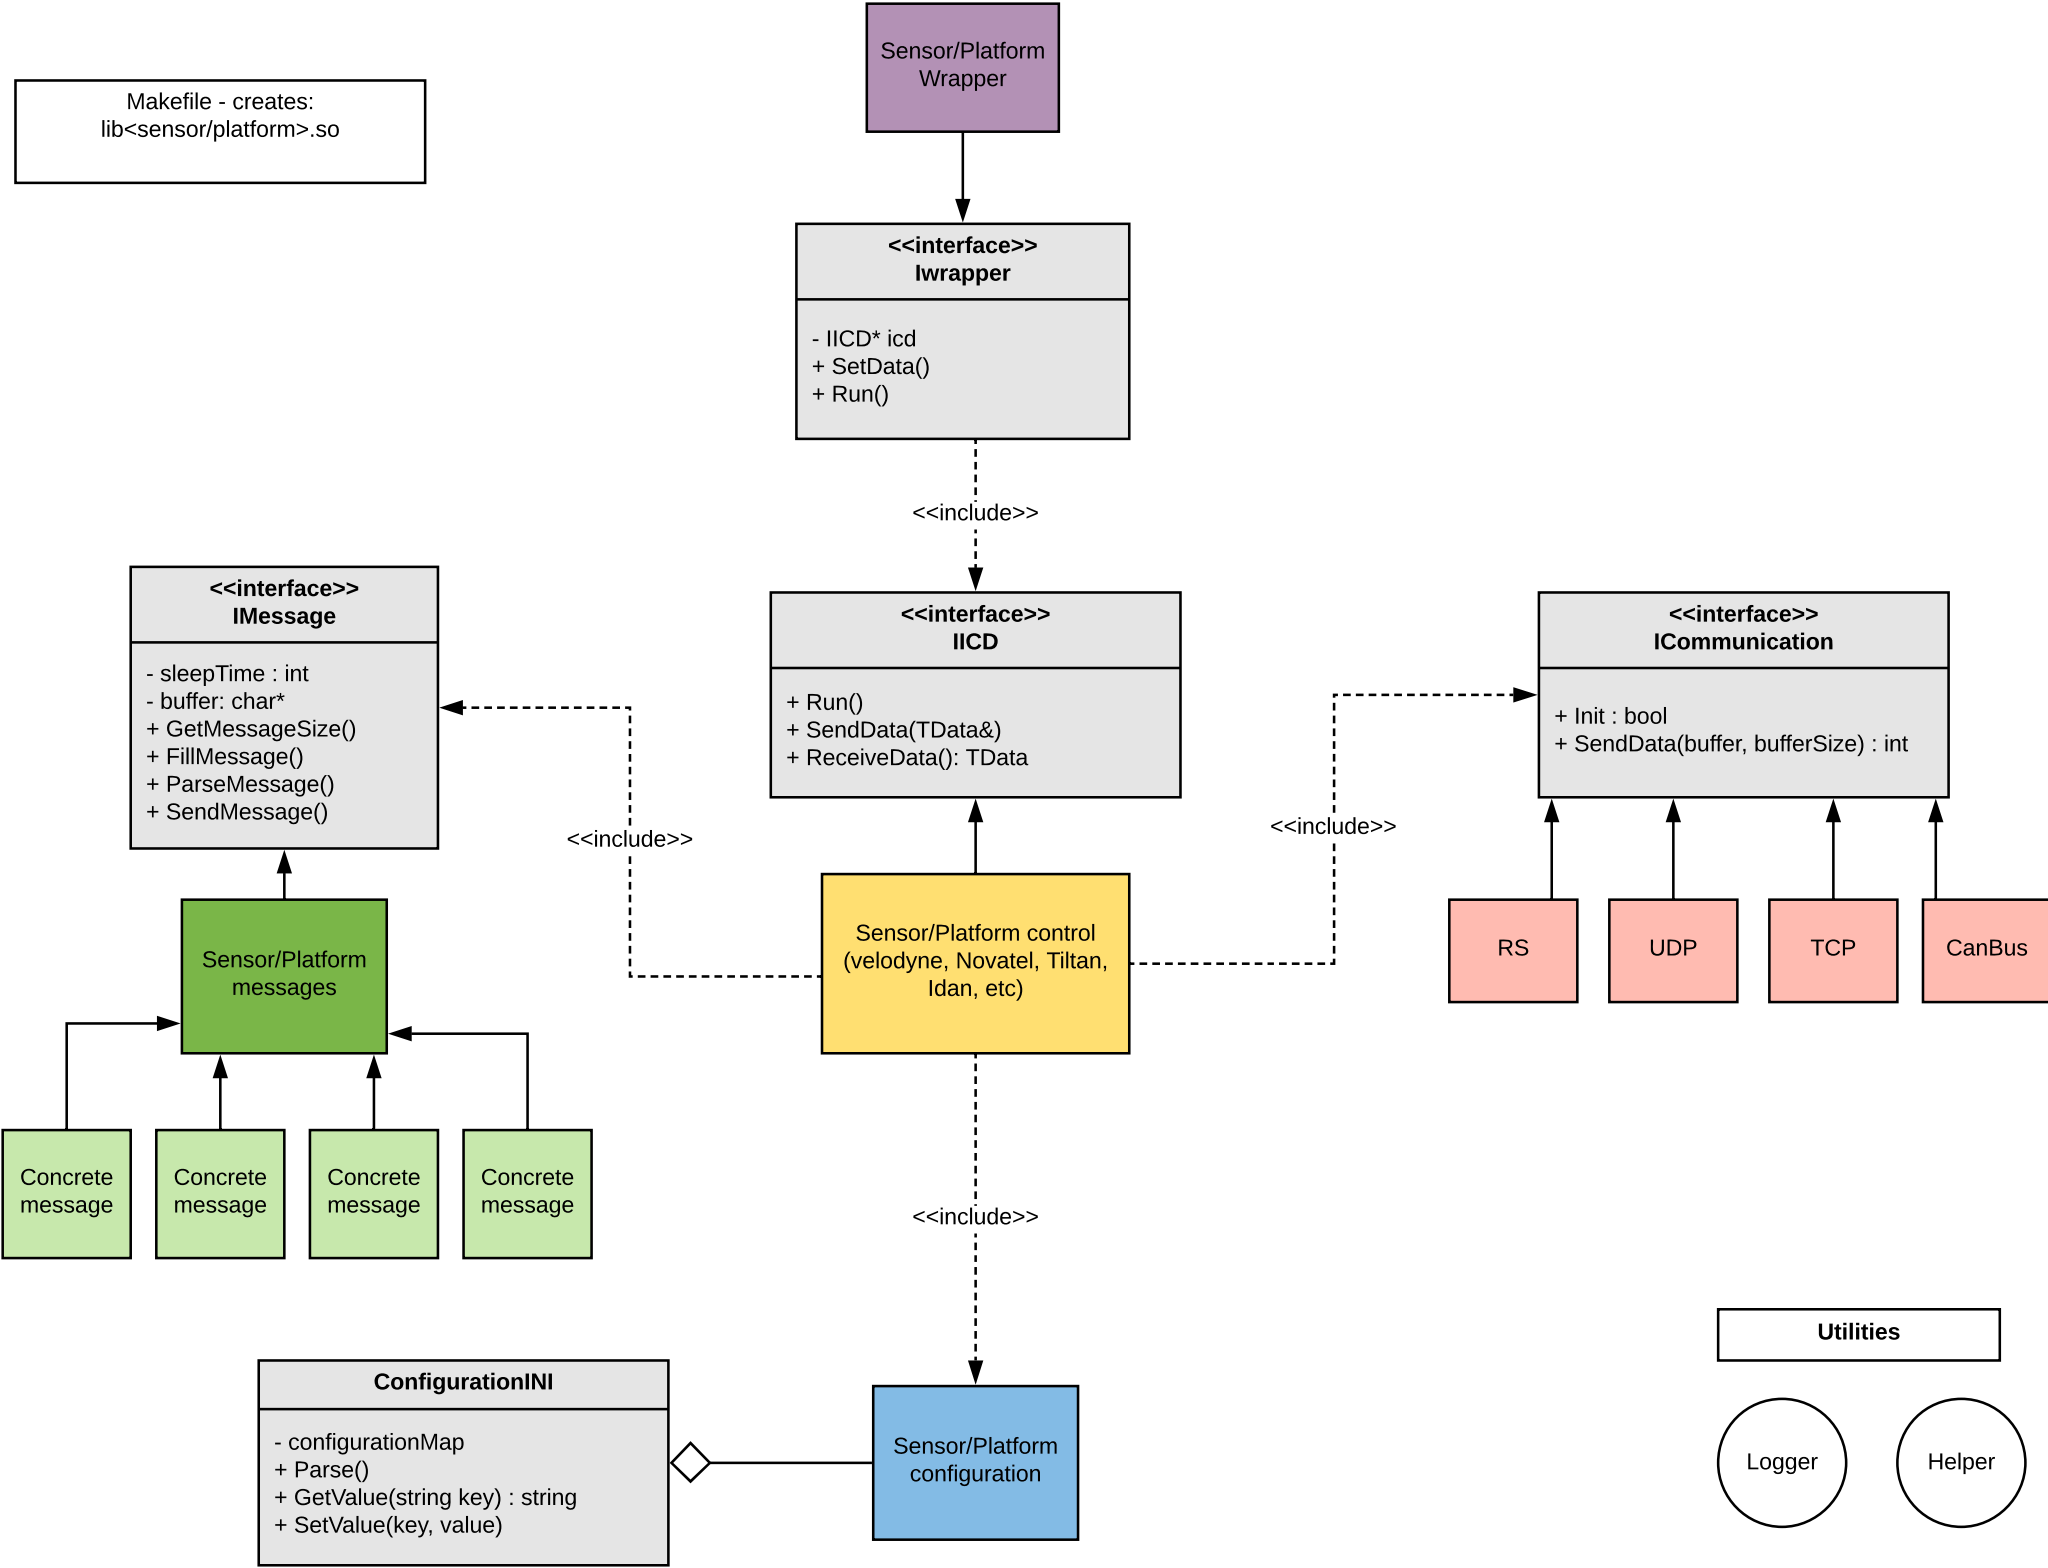 Sensor/Platform
Wrapper
Makefile - creates:
lib<sensor/platform>.so
<<interface>>
Iwrapper
- IICD* icd
+ SetData()
+ Run()
<<include>>
<<interface>>
IMessage
- sleepTime : int
- buffer: char*
+ GetMessageSize()
+ FillMessage()
+ ParseMessage()
+ SendMessage()
<<interface>>
IICD
+ Run()
+ SendData(TData&)
+ ReceiveData(): TData
<<interface>>
ICommunication
+ Init : bool
+ SendData(buffer, bufferSize) : int
<<include>>
<<include>>
Sensor/Platform
messages
Sensor/Platform control
(velodyne, Novatel, Tiltan,
Idan, etc)
RS
UDP
TCP
CanBus
Concrete
message
Concrete
message
Concrete
message
Concrete
message
<<include>>
Utilities
Logger
Helper
ConfigurationINI
- configurationMap
+ Parse()
+ GetValue(string key) : string
+ SetValue(key, value)
Sensor/Platform
configuration